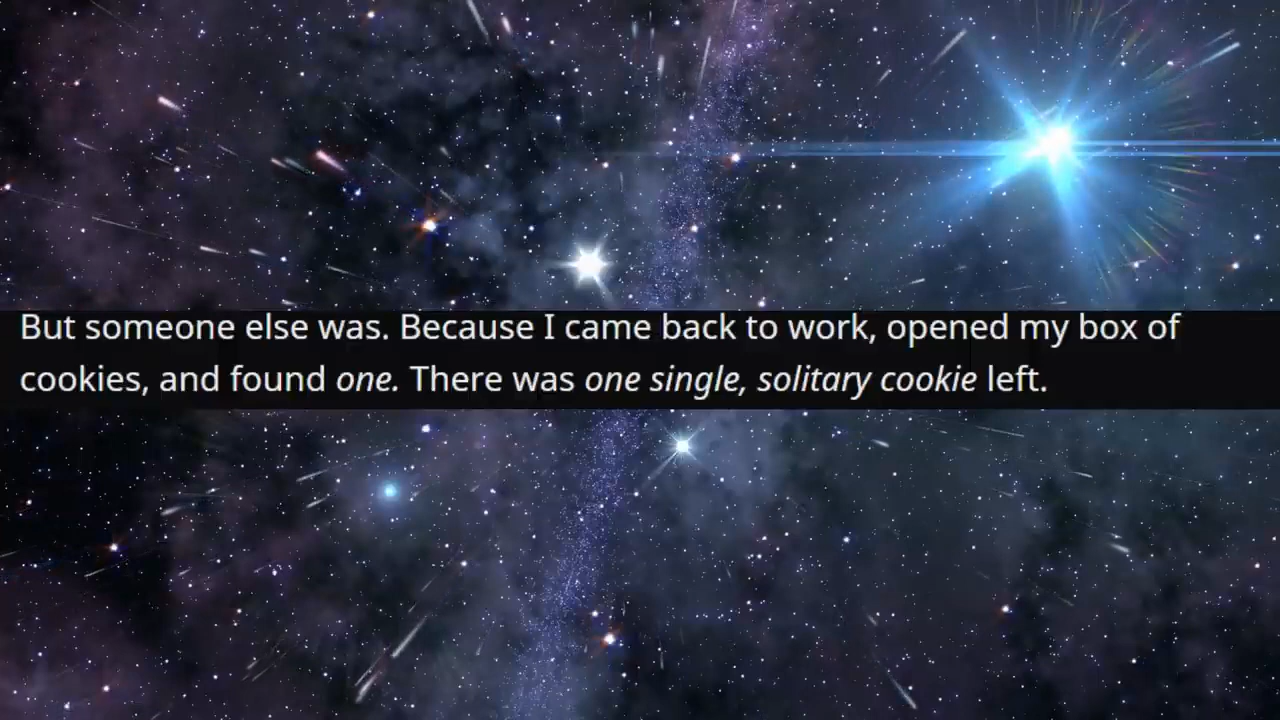 But someone else was. Because I came back to work, opened my box of
cookies, and found one. There was one single, solitary cookie left.